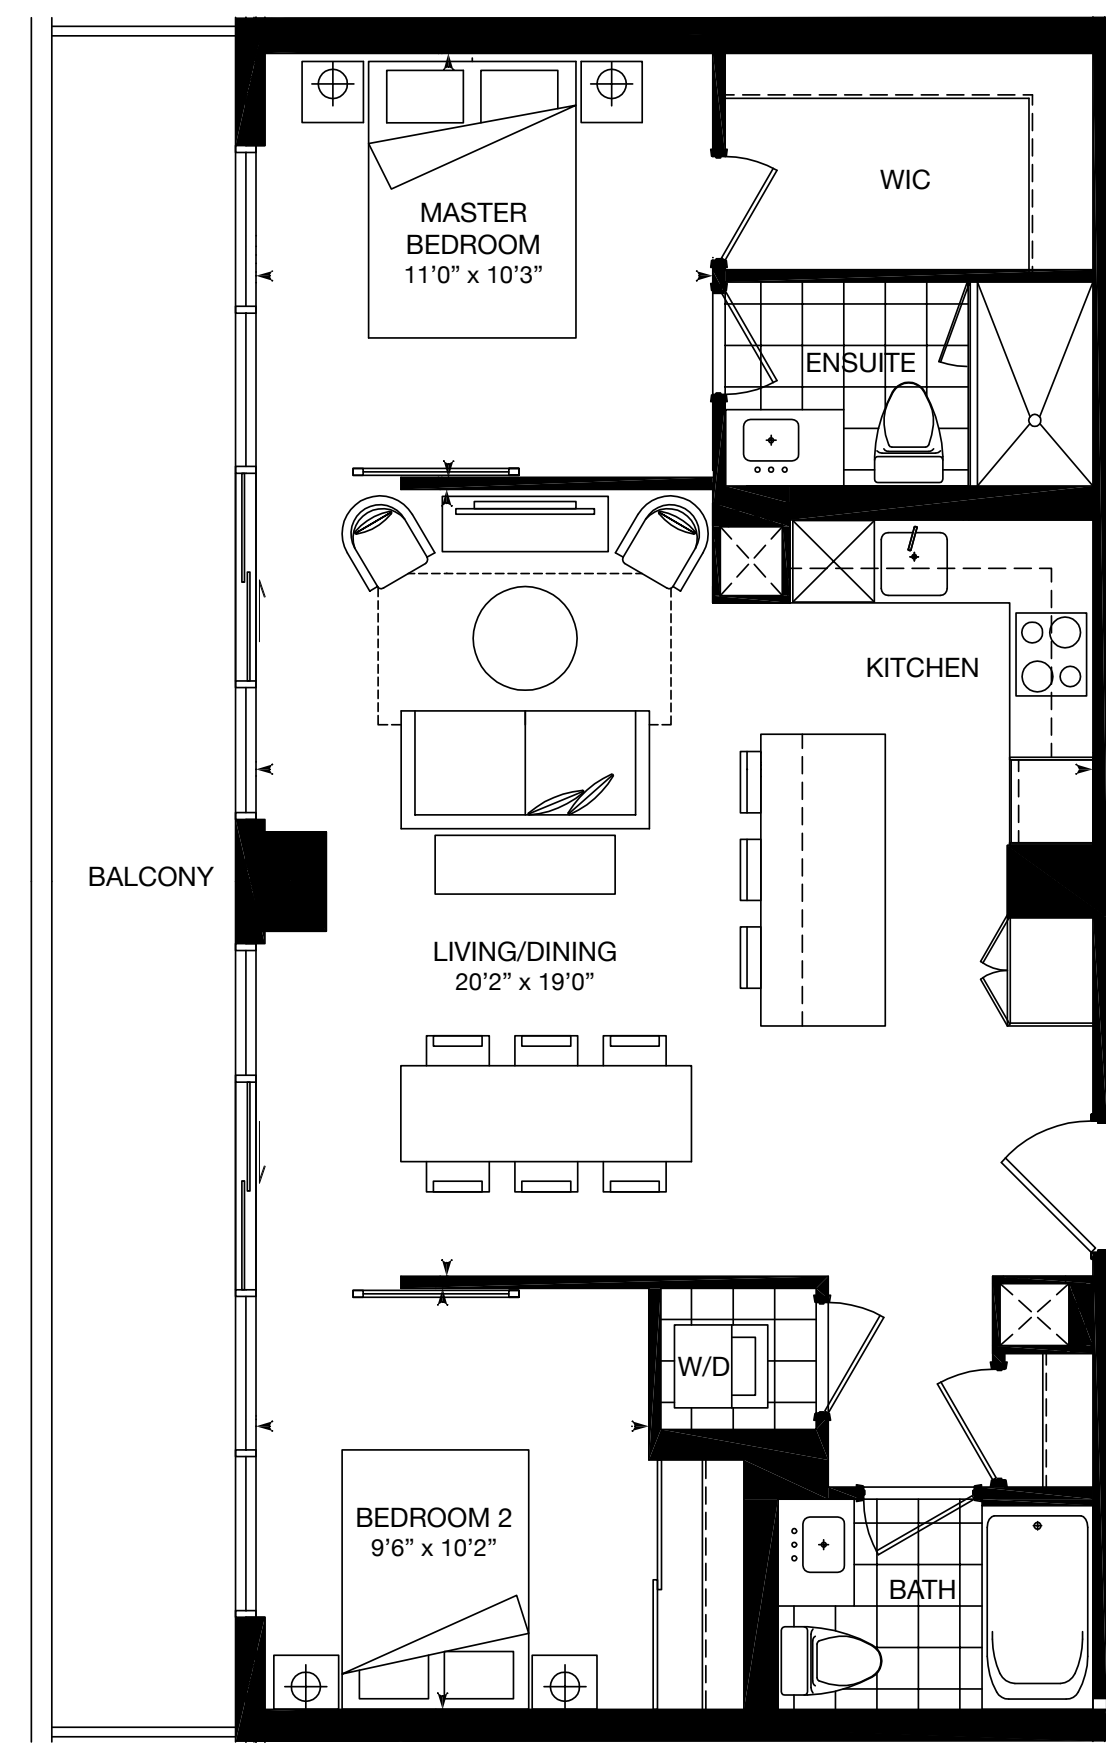 MASTER
BEDROOM
11’0” x 10’3”
WIC
ENSUITE
KITCHEN
BALCONY
LIVING/DINING
20’2” x 19’0”
W/D
BEDROOM 2
9’6” x 10’2”
BATH